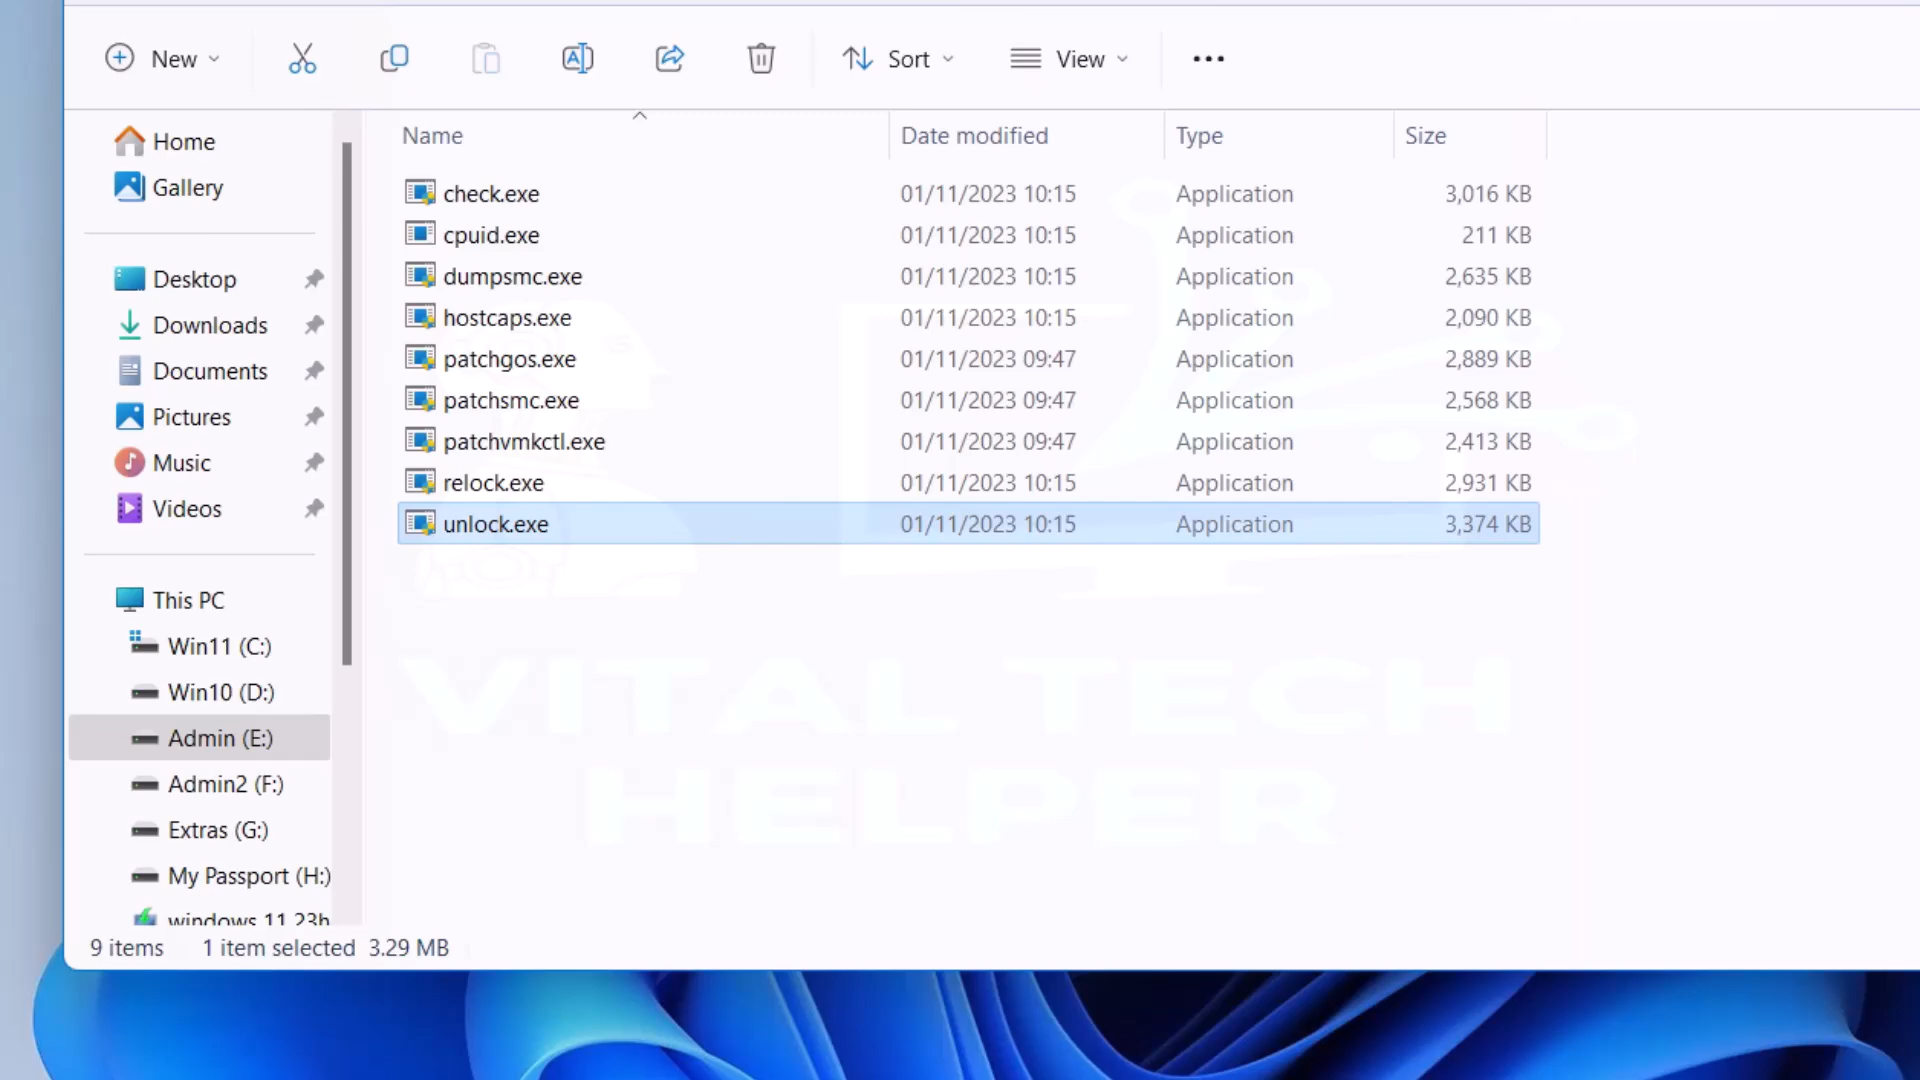 New
Sort
View
Name
Date modified
Type
Size
Home
Gallery
Desktop
Downloads
Documents
Pictures
Music
Videos
This PC
Win11 (C:)
Win10 (D:)
Admin (E:)
Admin2 (F:)
Extras (G:)
My Passport (H:)
windows 11 23h
check.exe 01/11/2023 10:15 Application 3,016 KB
cpuid.exe 01/11/2023 10:15 Application 211 KB
dumpsmc.exe 01/11/2023 10:15 Application 2,635 KB
hostcaps.exe 01/11/2023 10:15 Application 2,090 KB
patchgos.exe 01/11/2023 09:47 Application 2,889 KB
patchsmc.exe 01/11/2023 09:47 Application 2,568 KB
patchvmkctl.exe 01/11/2023 09:47 Application 2,413 KB
relock.exe 01/11/2023 10:15 Application 2,931 KB
unlock.exe 01/11/2023 10:15 Application 3,374 KB
VITAL TECH
HELPER
9 items 1 item selected 3.29 MB